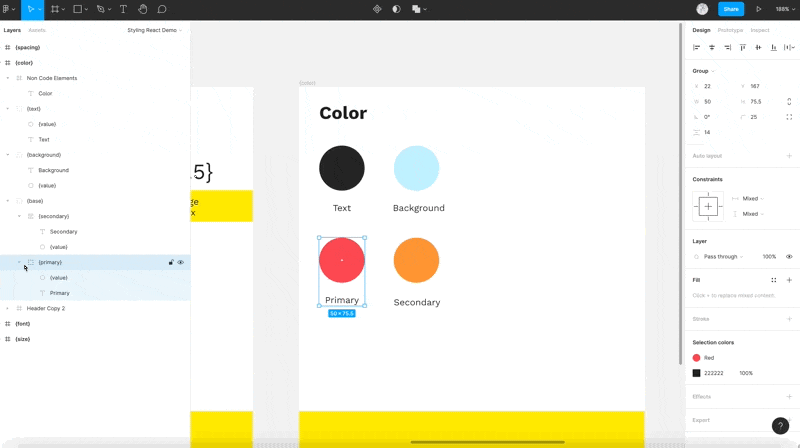 Share
188%
Layers
Assets
Styling React Demo
{spacing}
{color}
Non Code Elements
Color
{text}
{value}
Text
{background}
Background
{value}
{base}
{secondary}
Secondary
{value}
{primary}
{value}
Primary
Header Copy 2
{font}
{size}
.5}
ge
x
{Color}
Color
Text
Background
Primary
Secondary
50 × 75.5
Design
Prototype
Inspect
Group
X 22
Y 167
W 50
H 75.5
0°
25
14
Auto layout
Constraints
Mixed
Mixed
Layer
Pass through
100%
Fill
Click + to replace mixed content.
Stroke
Selection colors
Red
222222
100%
Effects
Export
?